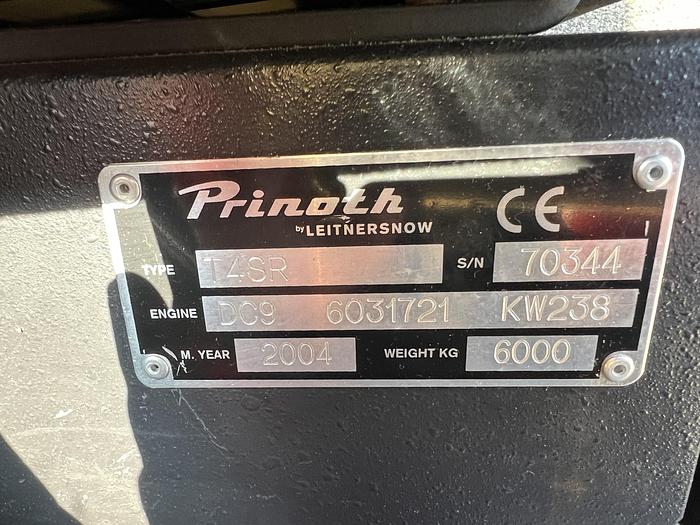 Prinoth CE
by LEITNERSNOW
TYPE T4SR S/N 70344
ENGINE DC9 6031721 KW238
M. YEAR 2004 WEIGHT KG 6000